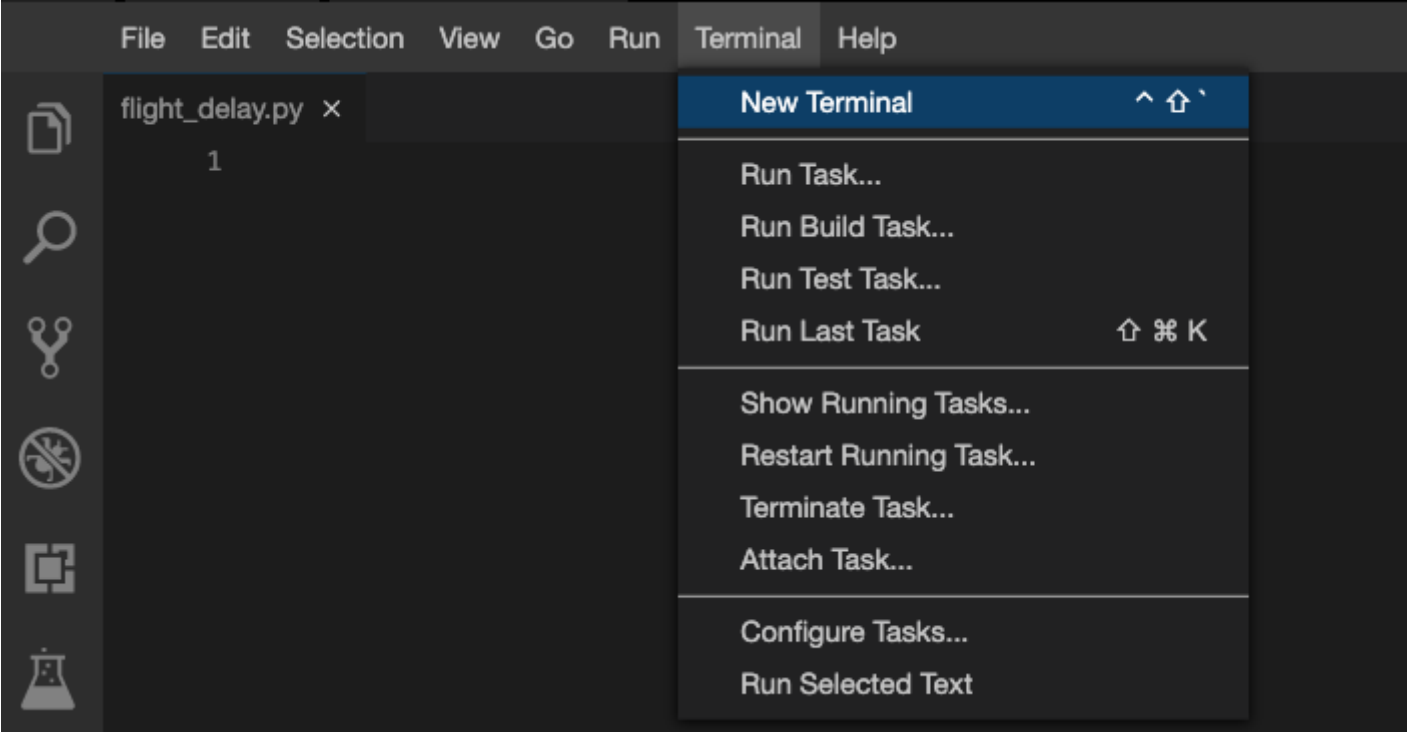 File Edit Selection View Go Run Terminal Help
flight_delay.py ×
1
New Terminal ^ ⇧ `
Run Task...
Run Build Task...
Run Test Task...
Run Last Task ⇧ ⌘ K
Show Running Tasks...
Restart Running Task...
Terminate Task...
Attach Task...
Configure Tasks...
Run Selected Text